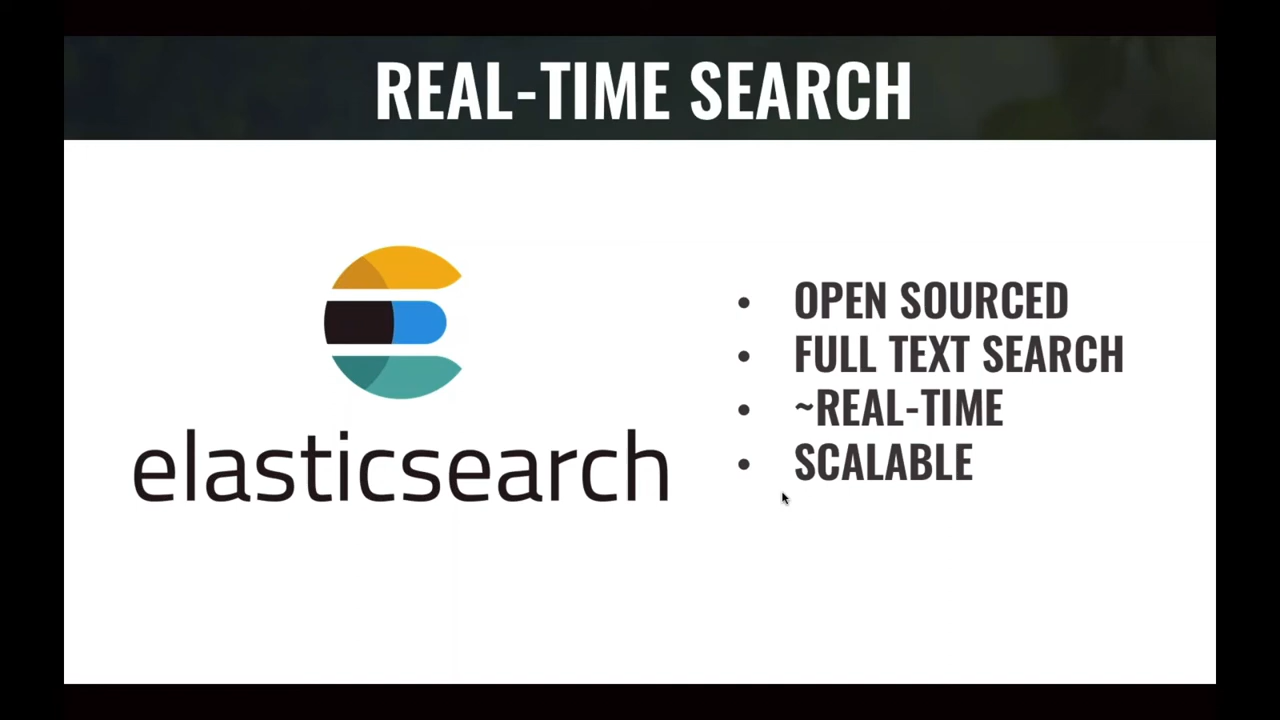 REAL-TIME SEARCH
elasticsearch
• OPEN SOURCED
• FULL TEXT SEARCH
• ~REAL-TIME
• SCALABLE